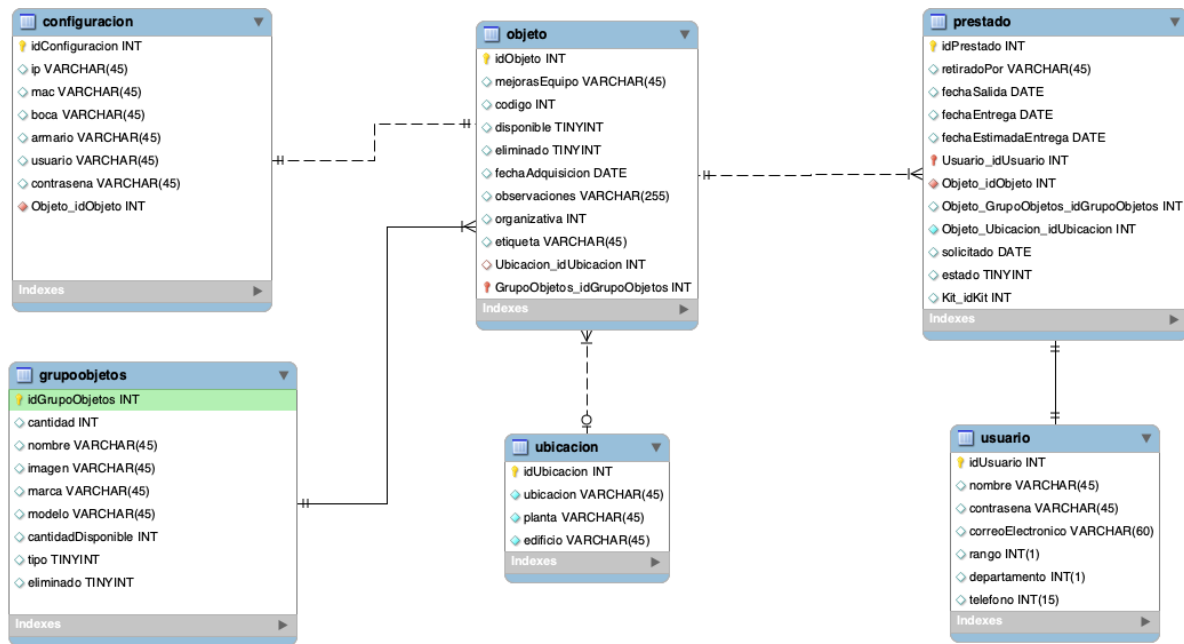 configuracion
idConfiguracion INT
ip VARCHAR(45)
mac VARCHAR(45)
boca VARCHAR(45)
armario VARCHAR(45)
usuario VARCHAR(45)
contrasena VARCHAR(45)
Objeto_idObjeto INT
Indexes
objeto
idObjeto INT
mejorasEquipo VARCHAR(45)
codigo INT
disponible TINYINT
eliminado TINYINT
fechaAdquisicion DATE
observaciones VARCHAR(255)
organizativa INT
etiqueta VARCHAR(45)
Ubicacion_idUbicacion INT
GrupoObjetos_idGrupoObjetos INT
Indexes
prestado
idPrestado INT
retiradoPor VARCHAR(45)
fechaSalida DATE
fechaEntrega DATE
fechaEstimadaEntrega DATE
Usuario_idUsuario INT
Objeto_idObjeto INT
Objeto_GrupoObjetos_idGrupoObjetos INT
Objeto_Ubicacion_idUbicacion INT
solicitado DATE
estado TINYINT
Kit_idKit INT
Indexes
grupoobjetos
idGrupoObjetos INT
cantidad INT
nombre VARCHAR(45)
imagen VARCHAR(45)
marca VARCHAR(45)
modelo VARCHAR(45)
cantidadDisponible INT
tipo TINYINT
eliminado TINYINT
Indexes
ubicacion
idUbicacion INT
ubicacion VARCHAR(45)
planta VARCHAR(45)
edificio VARCHAR(45)
Indexes
usuario
idUsuario INT
nombre VARCHAR(45)
contrasena VARCHAR(45)
correoElectronico VARCHAR(60)
rango INT(1)
departamento INT(1)
telefono INT(15)
Indexes